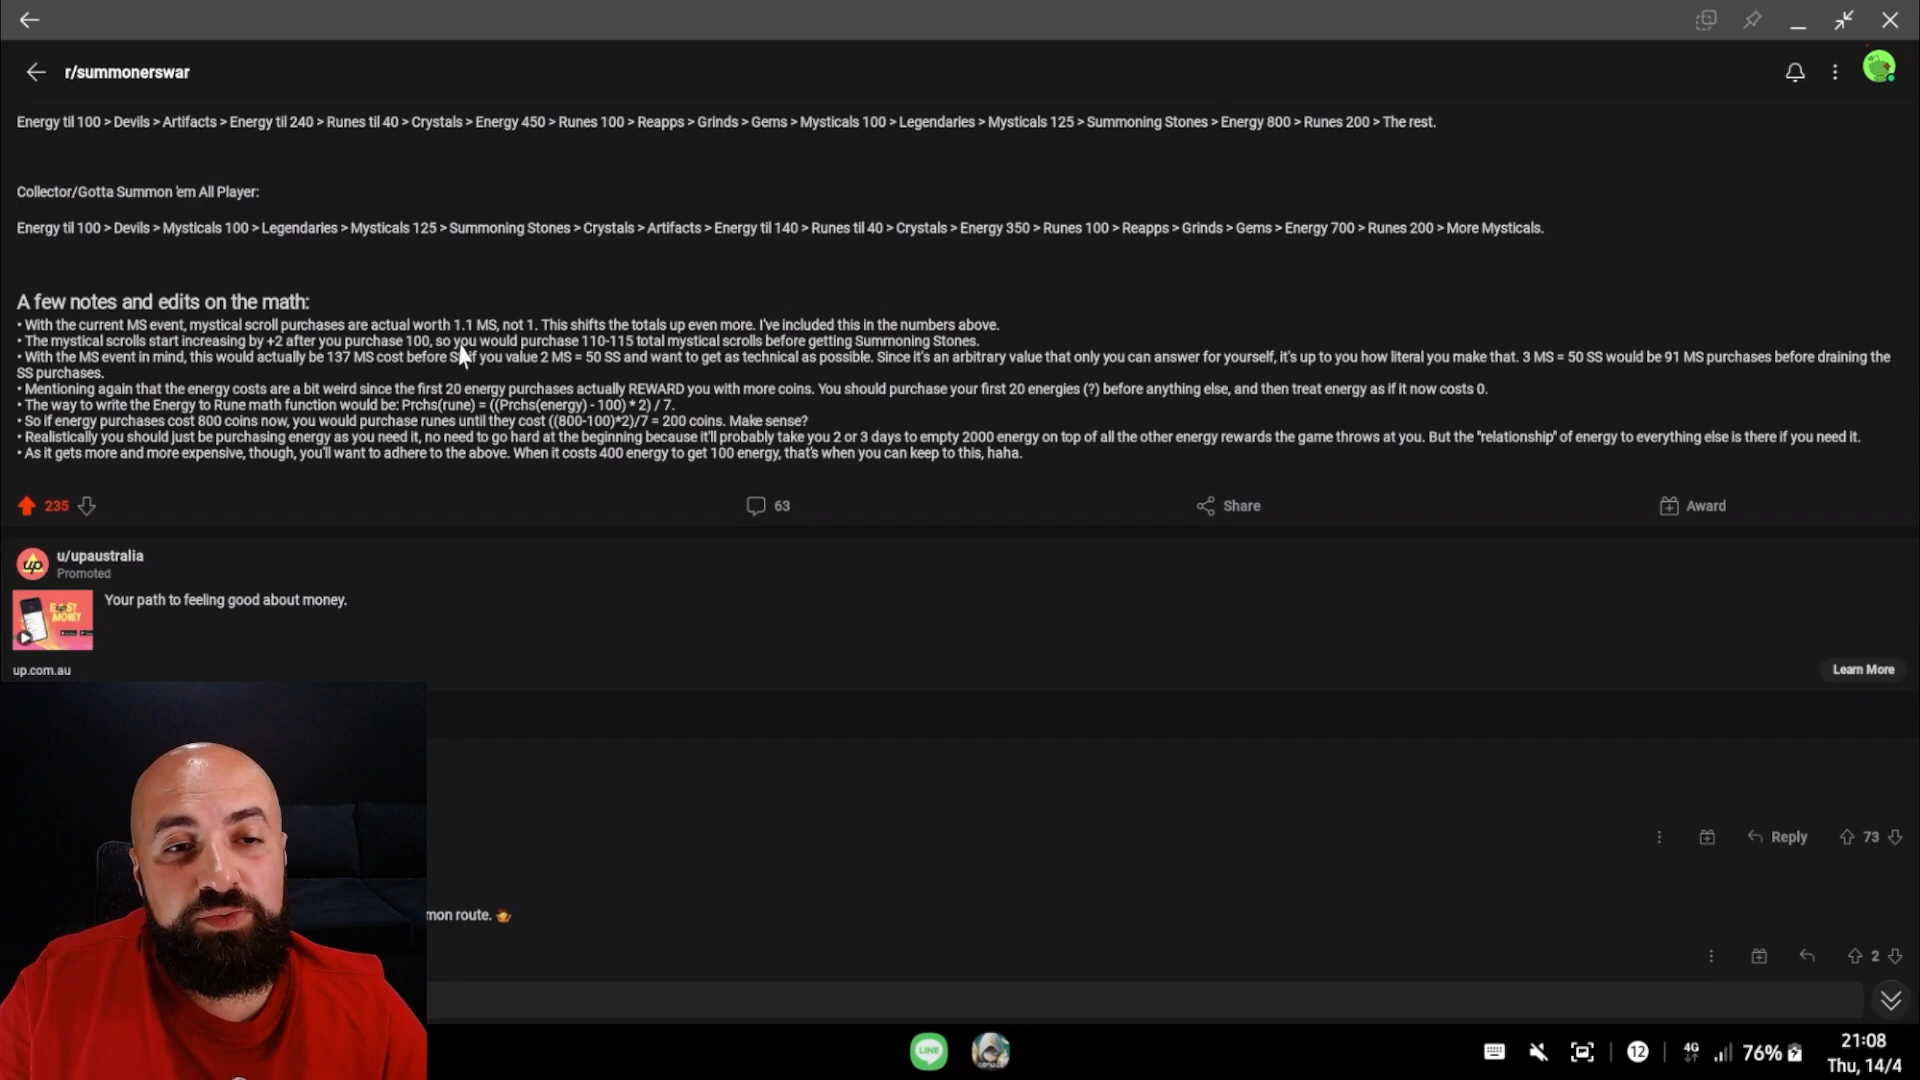 r/summonerswar
Energy til 100 > Devils > Artifacts > Energy til 240 > Runes til 40 > Crystals > Energy 450 > Runes 100 > Reapps > Grinds > Gems > Mysticals 100 > Legendaries > Mysticals 125 > Summoning Stones > Energy 800 > Runes 200 > The rest.
Collector/Gotta Summon 'em All Player:
Energy til 100 > Devils > Mysticals 100 > Legendaries > Mysticals 125 > Summoning Stones > Crystals > Artifacts > Energy til 140 > Runes til 40 > Crystals > Energy 350 > Runes 100 > Reapps > Grinds > Gems > Energy 700 > Runes 200 > More Mysticals.
A few notes and edits on the math:
• With the current MS event, mystical scroll purchases are actual worth 1.1 MS, not 1. This shifts the totals up even more. I've included this in the numbers above.
• The mystical scrolls start increasing by +2 after you purchase 100, so you would purchase 110-115 total mystical scrolls before getting Summoning Stones.
• With the MS event in mind, this would actually be 137 MS cost before if you value 2 MS = 50 SS and want to get as technical as possible. Since it's an arbitrary value that only you can answer for yourself, it's up to you how literal you make that. 3 MS = 50 SS would be 91 MS purchases before draining the
SS purchases.
• Mentioning again that the energy costs are a bit weird since the first 20 energy purchases actually REWARD you with more coins. You should purchase your first 20 energies (?) before anything else, and then treat energy as if it now costs 0.
• The way to write the Energy to Rune math function would be: Prchs(rune) = ((Prchs(energy) - 100) * 2) / 7.
• So if energy purchases cost 800 coins now, you would purchase runes until they cost ((800-100)*2)/7 = 200 coins. Make sense?
• Realistically you should just be purchasing energy as you need it, no need to go hard at the beginning because it'll probably take you 2 or 3 days to empty 2000 energy on top of all the other energy rewards the game throws at you. But the "relationship" of energy to everything else is there if you need it.
• As it gets more and more expensive, though, you'll want to adhere to the above. When it costs 400 energy to get 100 energy, that's when you can keep to this, haha.
235 63 Share Award
up u/upaustralia
Promoted
Your path to feeling good about money.
up.com.au Learn More
Reply 73
mon route.
2
LINE
12 4G 76% 21:08
Thu, 14/4